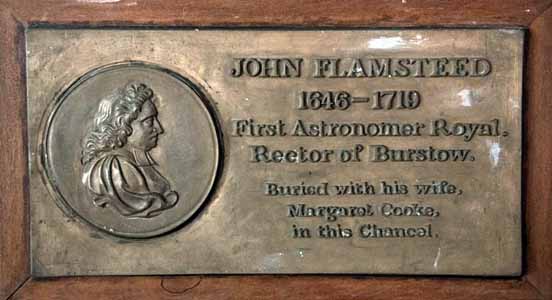 JOHN FLAMSTEED
1646–1719
First Astronomer Royal.
Rector of Burstow.
Buried with his wife,
Margaret Cooke,
in this Chancel.